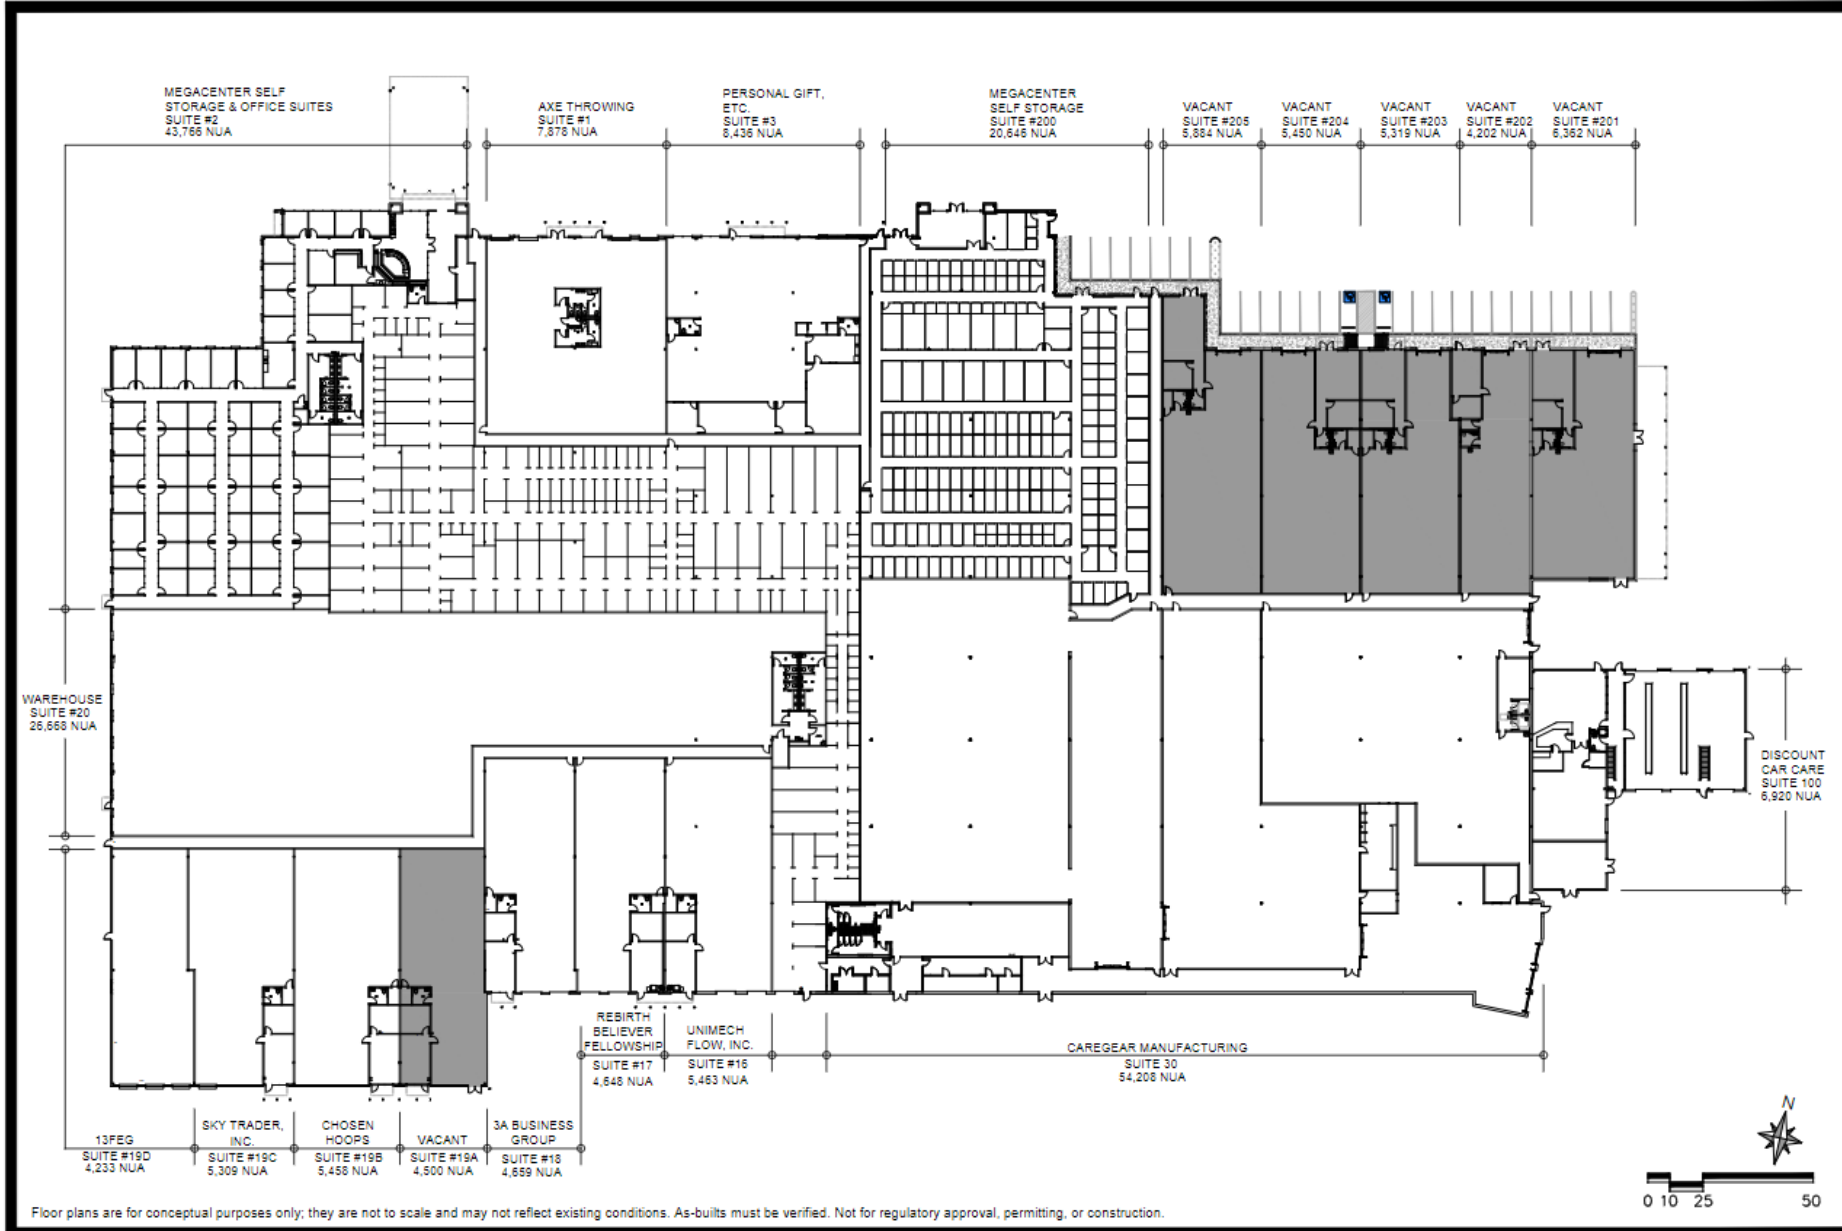 MEGACENTER SELF
STORAGE & OFFICE SUITES
SUITE #2
43,766 NUA
AXE THROWING
SUITE #1
7,878 NUA
PERSONAL GIFT,
ETC.
SUITE #3
8,436 NUA
MEGACENTER
SELF STORAGE
SUITE #200
20,646 NUA
VACANT
SUITE #205
5,884 NUA
VACANT
SUITE #204
5,450 NUA
VACANT
SUITE #203
5,319 NUA
VACANT
SUITE #202
4,202 NUA
VACANT
SUITE #201
6,362 NUA
WAREHOUSE
SUITE #20
26,668 NUA
DISCOUNT
CAR CARE
SUITE 100
6,920 NUA
REBIRTH
BELIEVER
FELLOWSHIP
SUITE #17
4,648 NUA
UNIMECH
FLOW, INC.
SUITE #16
5,463 NUA
CAREGEAR MANUFACTURING
SUITE 30
54,208 NUA
13FEG
SUITE #19D
4,233 NUA
SKY TRADER,
INC.
SUITE #19C
5,309 NUA
CHOSEN
HOOPS
SUITE #19B
5,458 NUA
VACANT
SUITE #19A
4,500 NUA
3A BUSINESS
GROUP
SUITE #18
4,659 NUA
N
0 10 25 50
Floor plans are for conceptual purposes only; they are not to scale and may not reflect existing conditions. As-builts must be verified. Not for regulatory approval, permitting, or construction.